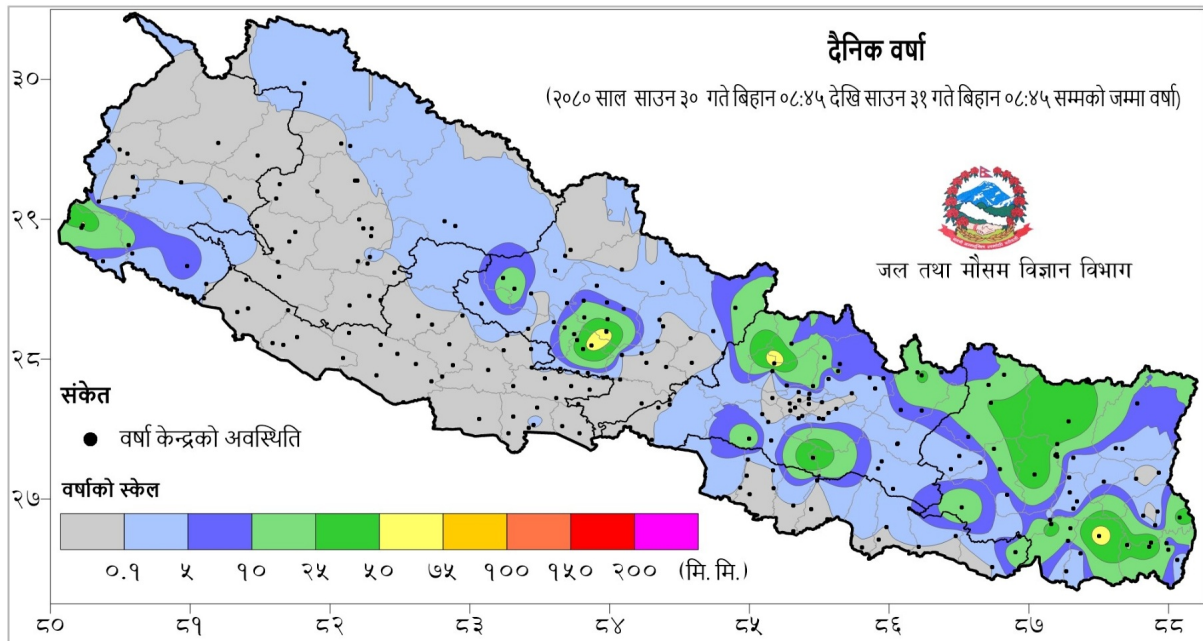 दैनिक वर्षा
(२०८० साल साउन ३० गते बिहान ०८:४५ देखि साउन ३१ गते बिहान ०८:४५ सम्मको जम्मा वर्षा)
जल तथा मौसम विज्ञान विभाग
३०
२९
२८
२७
संकेत
वर्षा केन्द्रको अवस्थिति
वर्षाको स्केल
०.१ ५ १० २५ ५० ७५ १०० १५० २०० (मि. मि.)
८० ८१ ८२ ८३ ८४ ८५ ८६ ८७ ८८